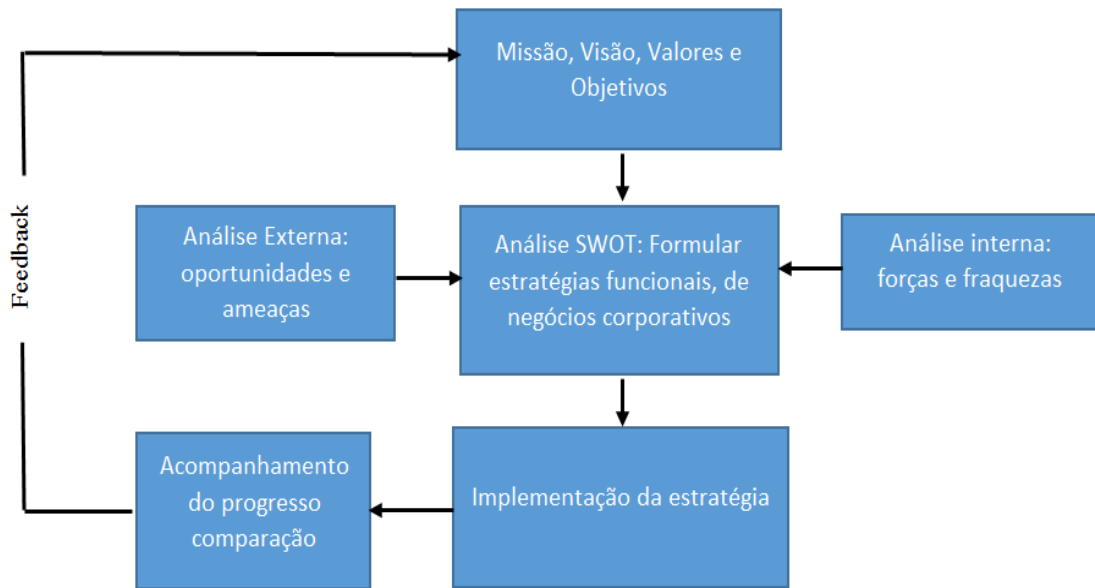 Missão, Visão, Valores e
Objetivos
Feedback
Análise Externa:
oportunidades e
ameaças
Análise SWOT: Formular
estratégias funcionais, de
negócios corporativos
Análise interna:
forças e fraquezas
Acompanhamento
do progresso
comparação
Implementação da estratégia